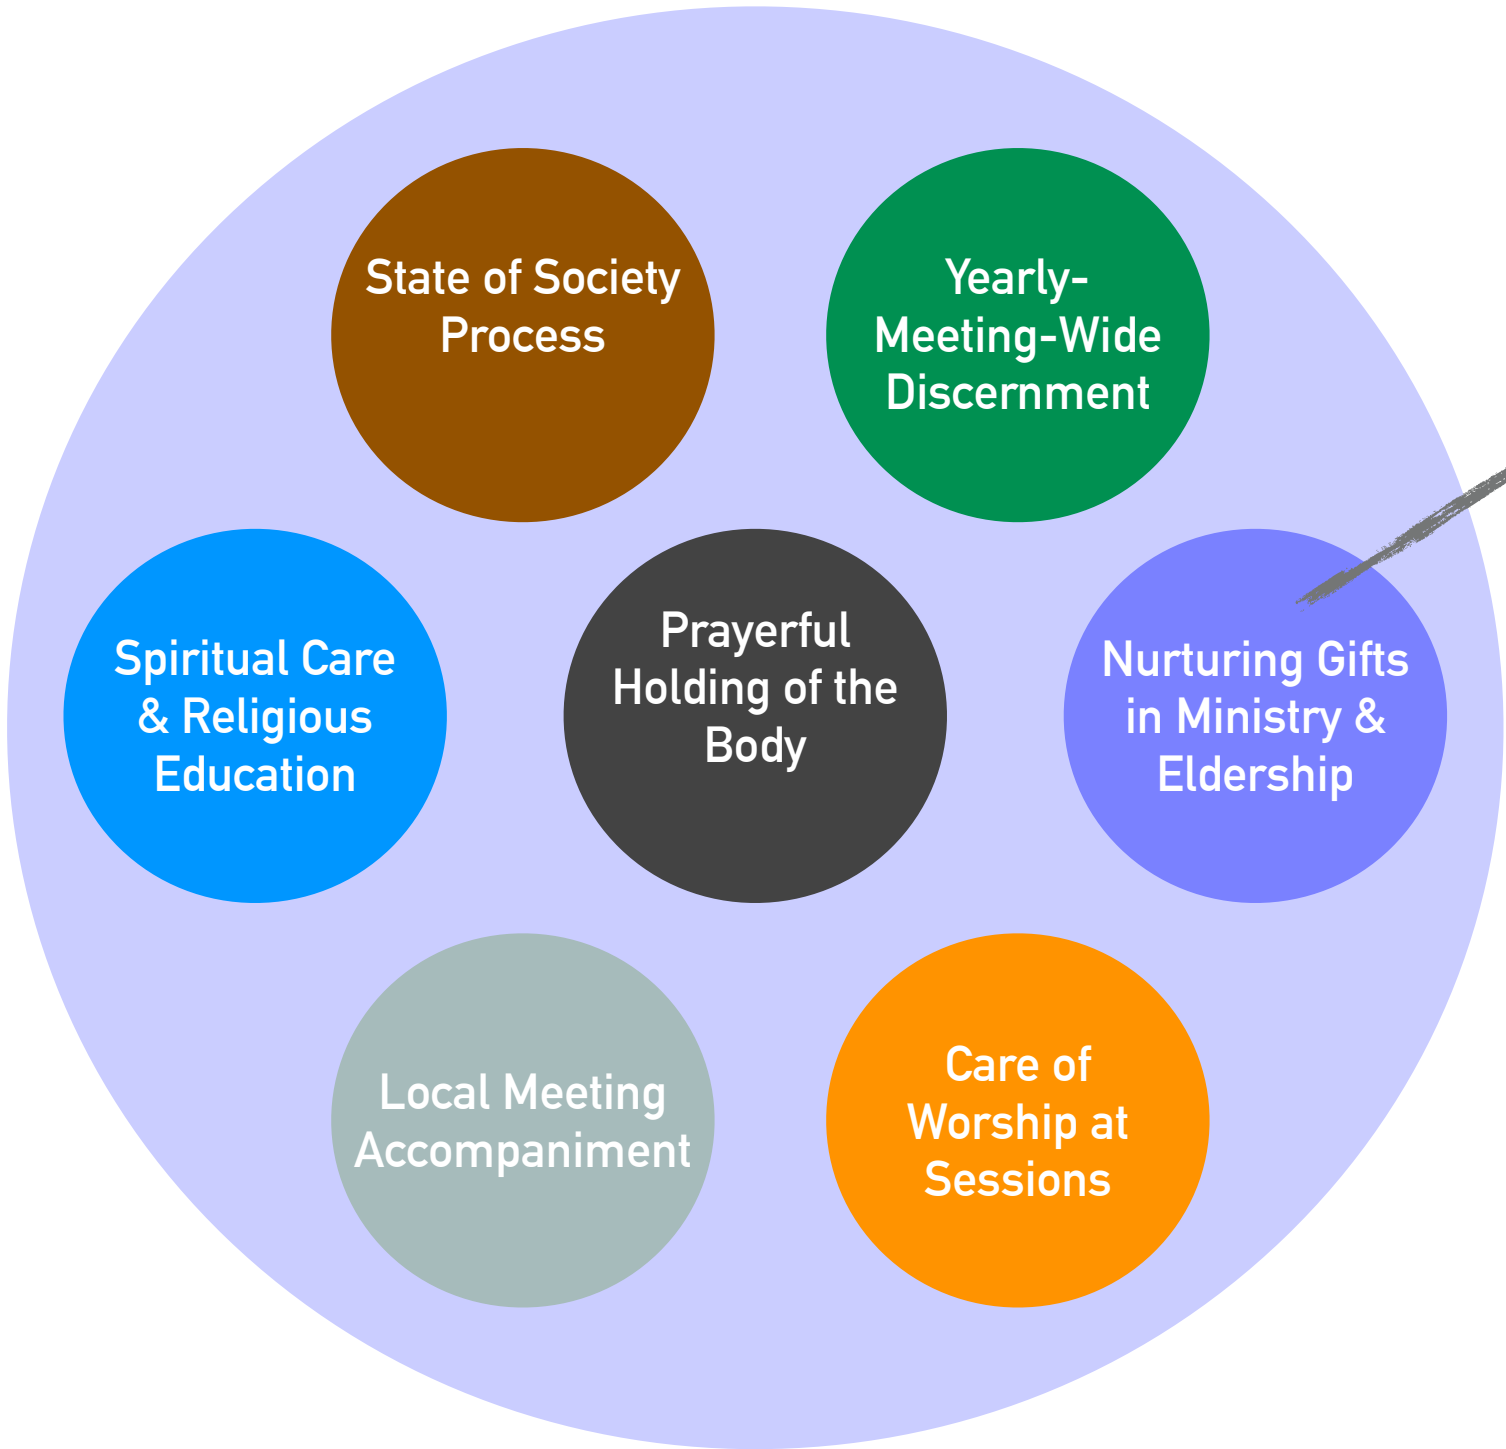 State of Society
Process
Yearly-
Meeting-Wide
Discernment
Spiritual Care
& Religious
Education
Prayerful
Holding of the
Body
Nurturing Gifts
in Ministry &
Eldership
Local Meeting
Accompaniment
Care of
Worship at
Sessions